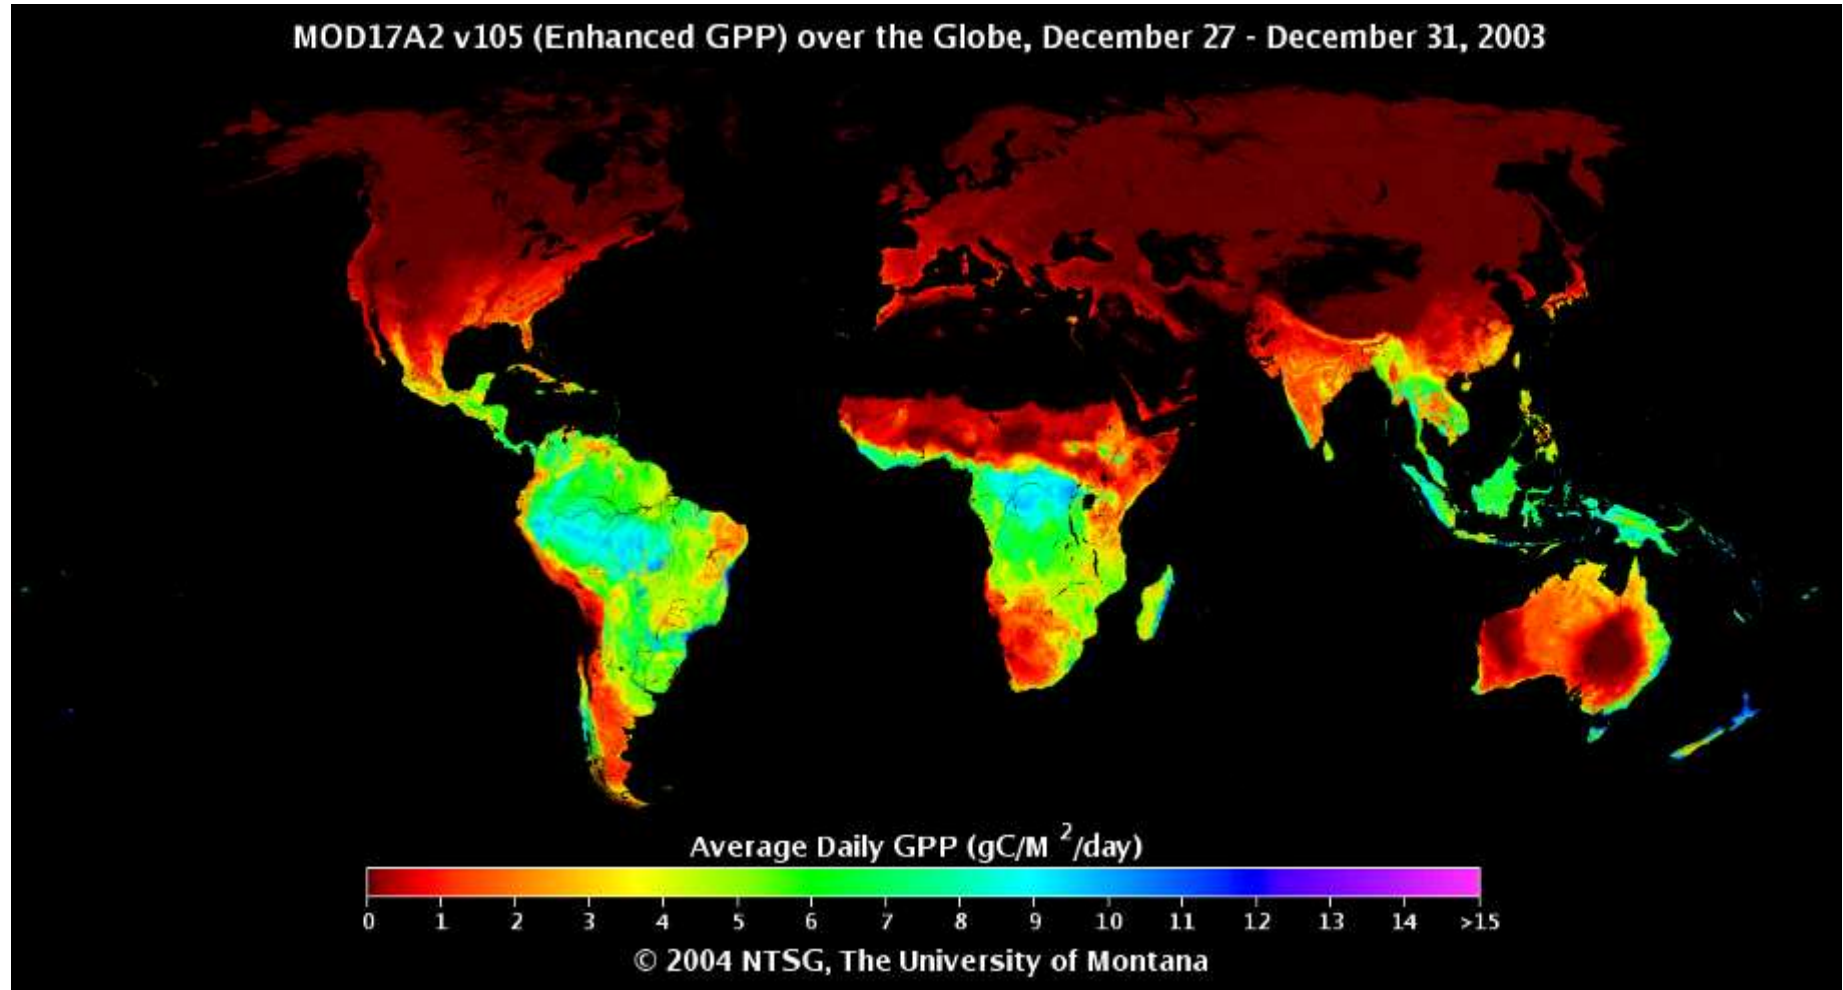 MOD17A2 v105 (Enhanced GPP) over the Globe, December 27 - December 31, 2003
Average Daily GPP (gC/M ²/day)
0 1 2 3 4 5 6 7 8 9 10 11 12 13 14 >15
© 2004 NTSG, The University of Montana